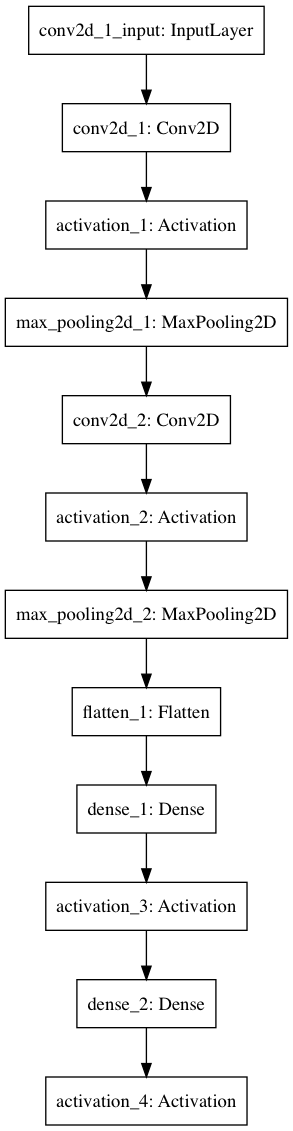 conv2d_1_input: InputLayer
conv2d_1: Conv2D
activation_1: Activation
max_pooling2d_1: MaxPooling2D
conv2d_2: Conv2D
activation_2: Activation
max_pooling2d_2: MaxPooling2D
flatten_1: Flatten
dense_1: Dense
activation_3: Activation
dense_2: Dense
activation_4: Activation